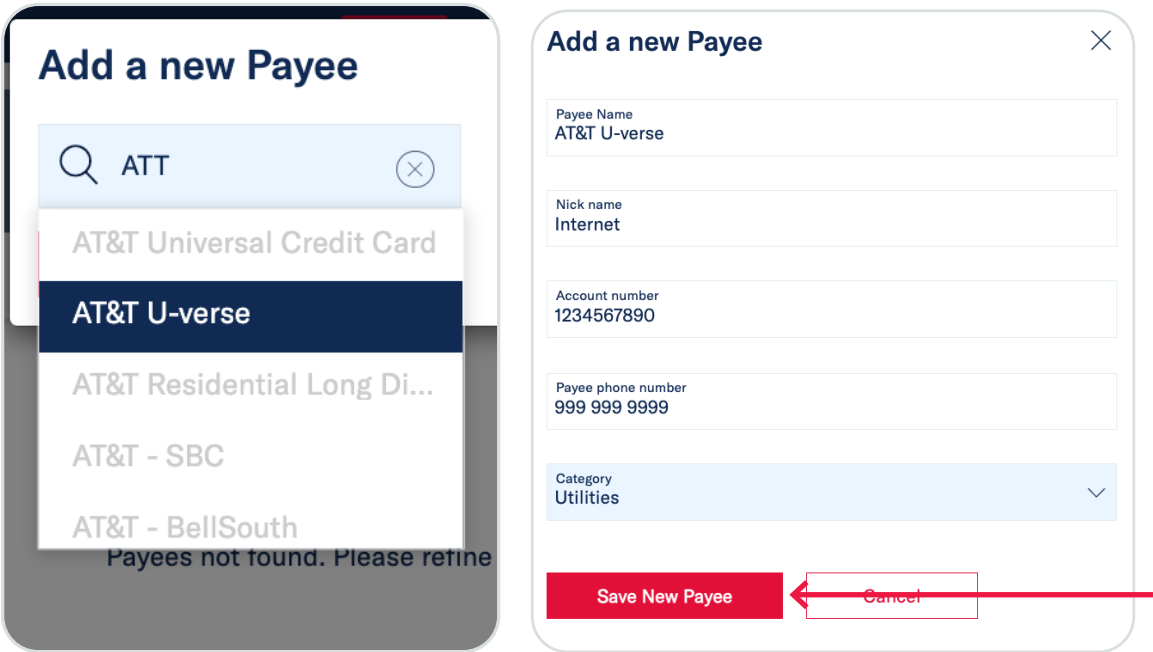 Add a new Payee
ATT
AT&T Universal Credit Card
AT&T U-verse
AT&T Residential Long Di...
AT&T - SBC
AT&T - BellSouth
Payees not found. Please refine
Add a new Payee
Payee Name
AT&T U-verse
Nick name
Internet
Account number
1234567890
Payee phone number
999 999 9999
Category
Utilities
Save New Payee
Cancel